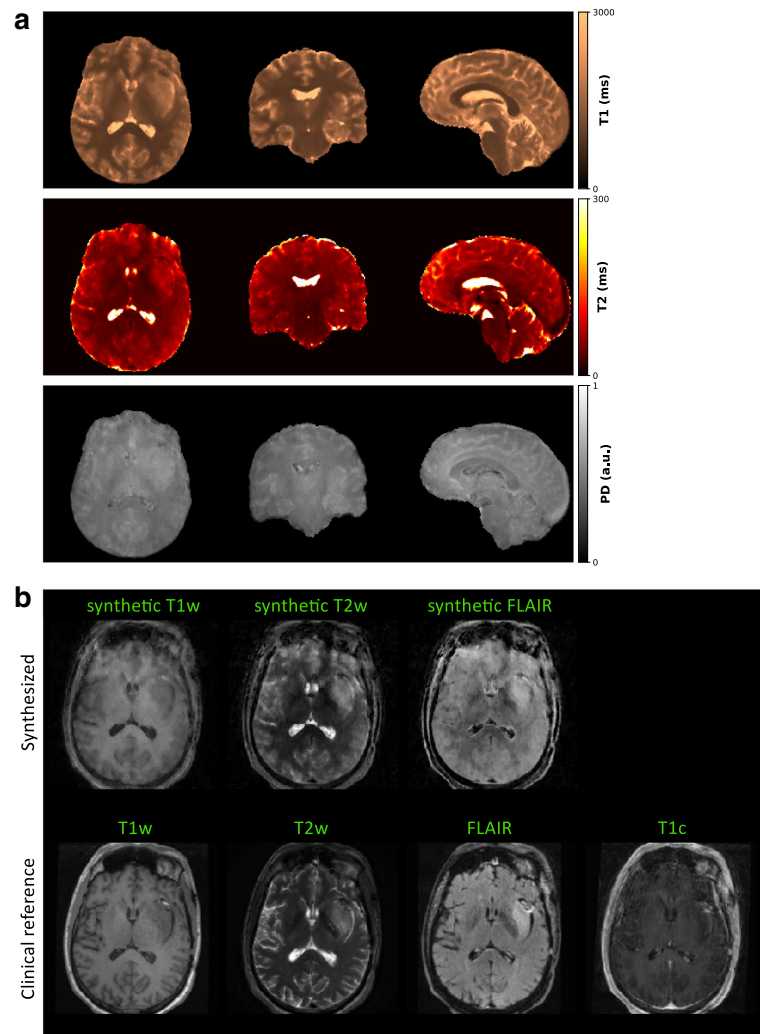 a
3000
T1 (ms)
0
300
T2 (ms)
0
1
PD (a.u.)
0
b
synthetic T1w synthetic T2w synthetic FLAIR
Synthesized
T1w T2w FLAIR T1c
Clinical reference